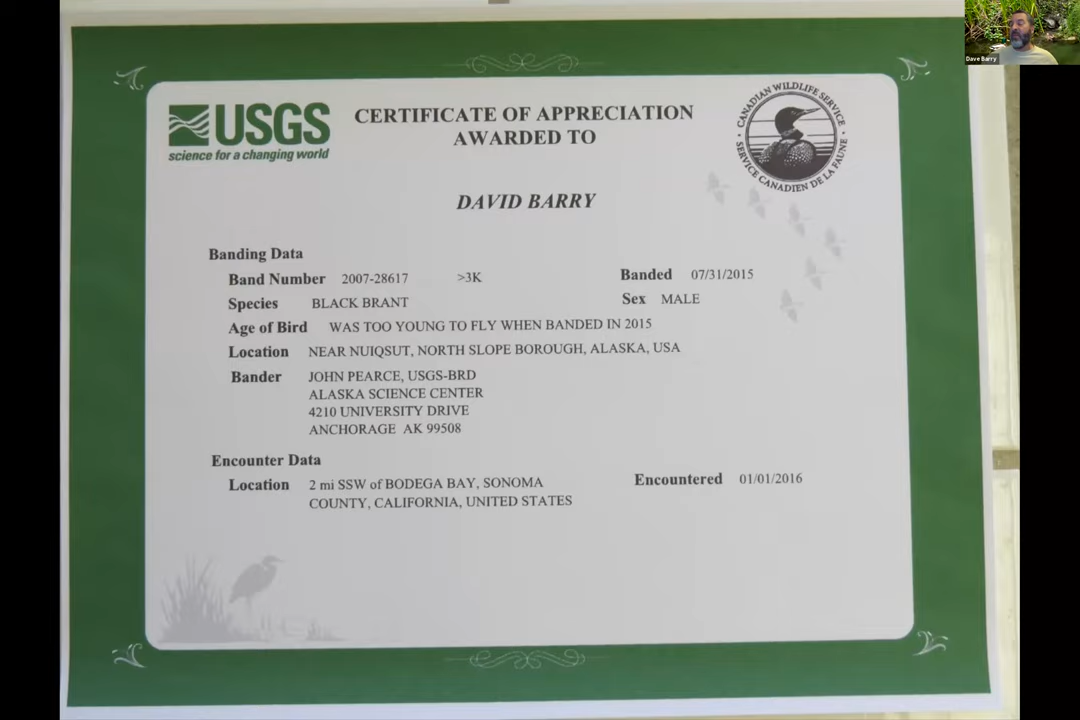 Dave Barry
USGS
science for a changing world
CERTIFICATE OF APPRECIATION
AWARDED TO
CANADIAN WILDLIFE SERVICE
SERVICE CANADIEN DE LA FAUNE
DAVID BARRY
Banding Data
Band Number 2007-28617 >3K Banded 07/31/2015
Species BLACK BRANT Sex MALE
Age of Bird WAS TOO YOUNG TO FLY WHEN BANDED IN 2015
Location NEAR NUIQSUT, NORTH SLOPE BOROUGH, ALASKA, USA
Bander JOHN PEARCE, USGS-BRD
ALASKA SCIENCE CENTER
4210 UNIVERSITY DRIVE
ANCHORAGE AK 99508
Encounter Data
Location 2 mi SSW of BODEGA BAY, SONOMA Encountered 01/01/2016
COUNTY, CALIFORNIA, UNITED STATES